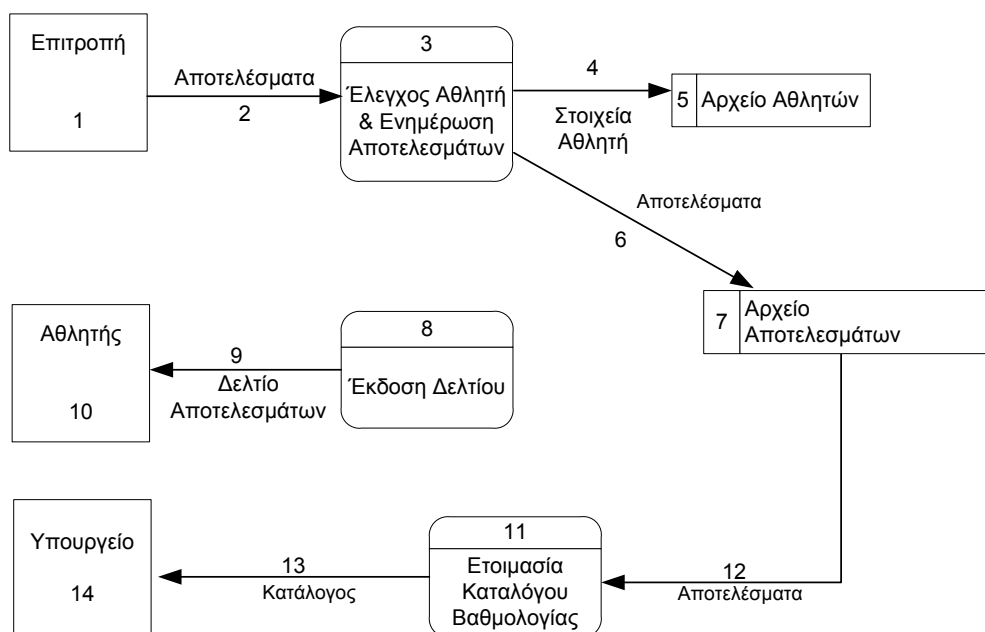 Επιτροπή
1
Αποτελέσματα
2
3
Έλεγχος Αθλητή
& Ενημέρωση
Αποτελεσμάτων
4
Στοιχεία
Αθλητή
5 Αρχείο Αθλητών
Αποτελέσματα
6
7 Αρχείο
Αποτελεσμάτων
Αθλητής
10
9
Δελτίο
Αποτελεσμάτων
8
Έκδοση Δελτίου
Υπουργείο
14
13
Κατάλογος
11
Ετοιμασία
Καταλόγου
Βαθμολογίας
12
Αποτελέσματα